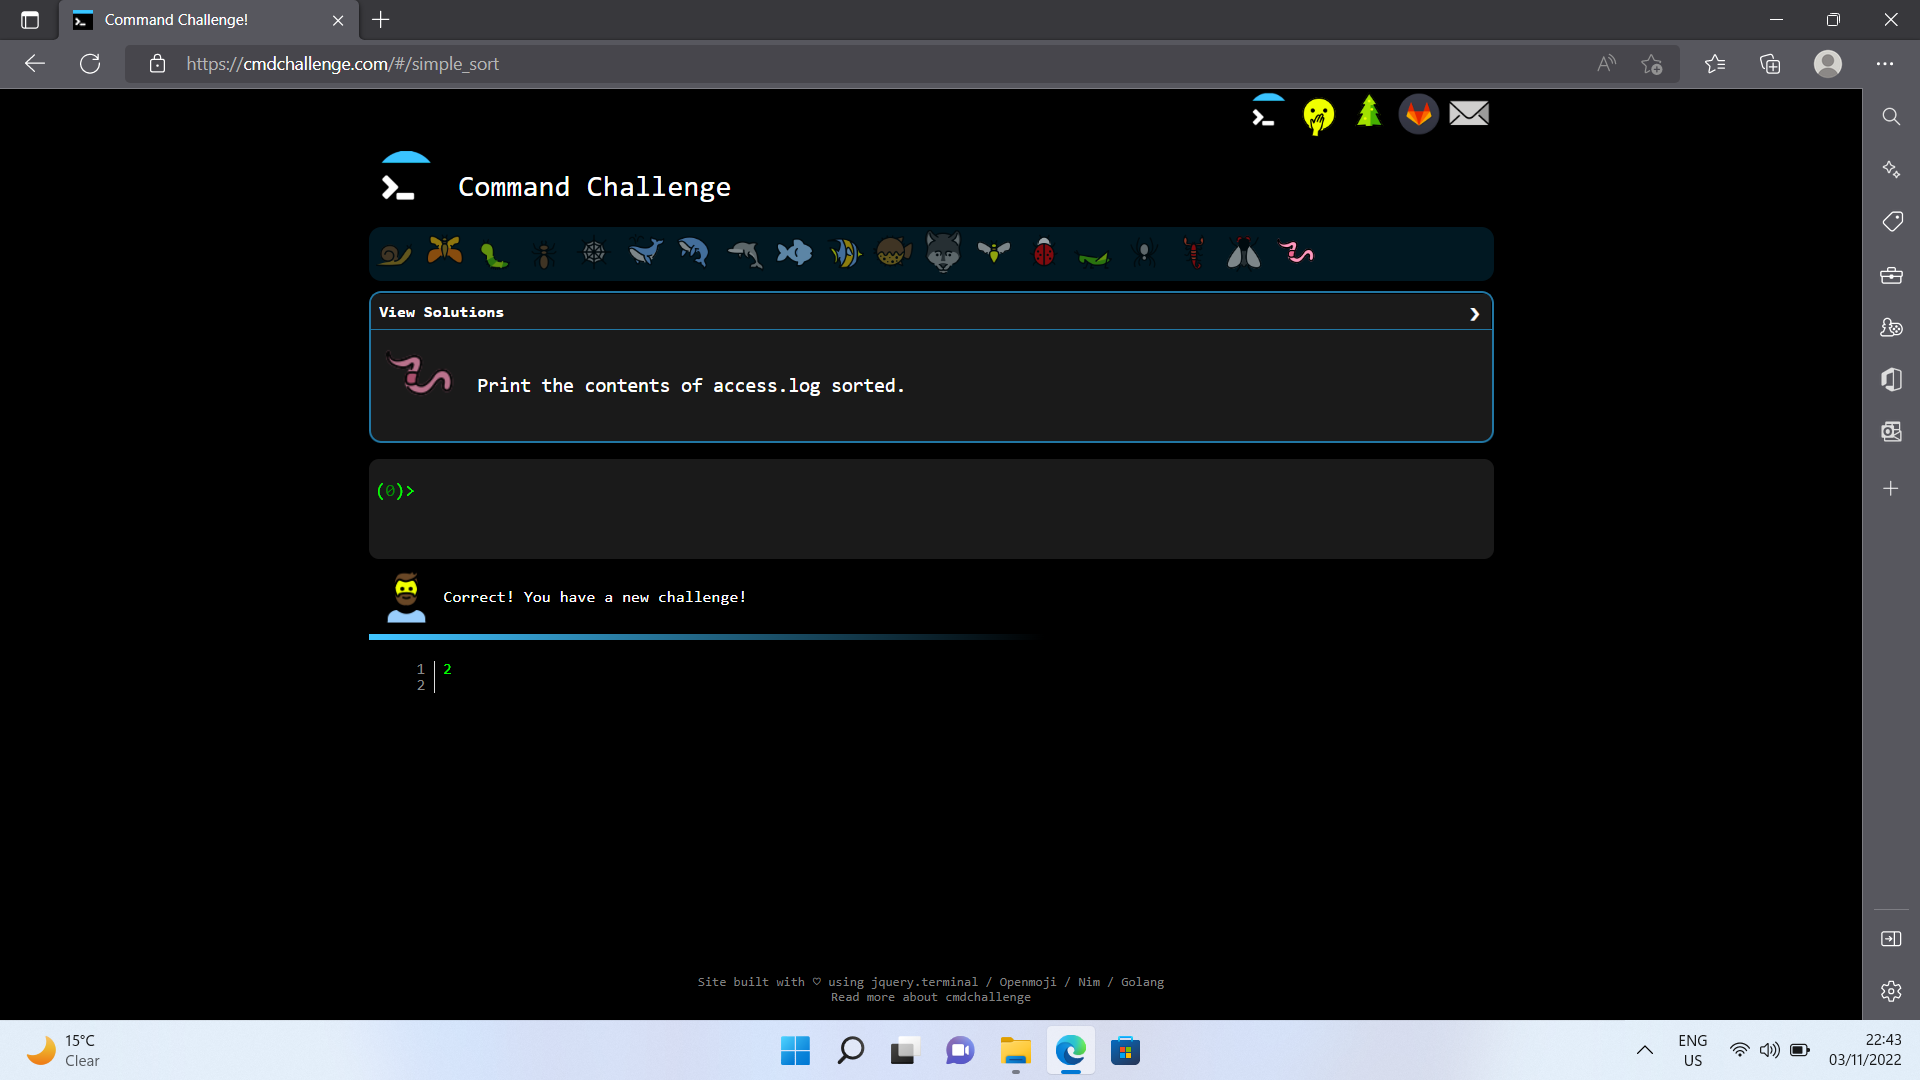 Command Challenge!
https://cmdchallenge.com/#/simple_sort
Command Challenge
View Solutions
Print the contents of access.log sorted.
(0)>
Correct! You have a new challenge!
1 2
2
Site built with ♡ using jquery.terminal / Openmoji / Nim / Golang
Read more about cmdchallenge
15°C
Clear
ENG
US
22:43
03/11/2022